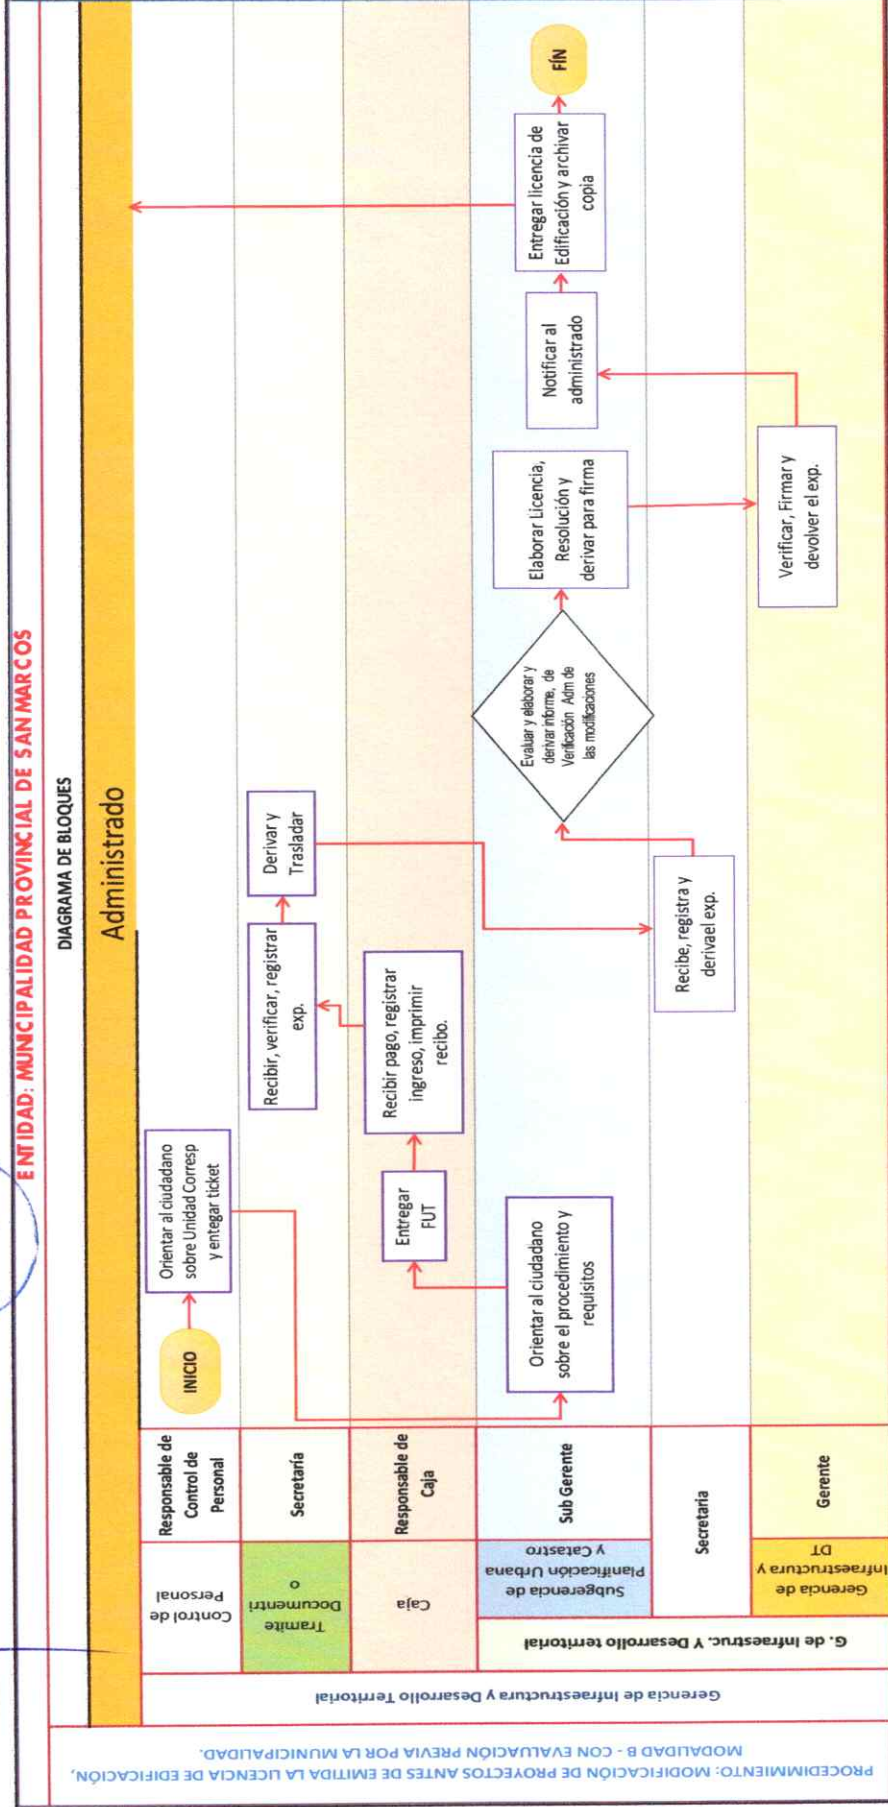 ENTIDAD: MUNICIPALIDAD PROVINCIAL DE SAN MARCOS
DIAGRAMA DE BLOQUES
Administrado
PROCEDIMMIENTO: MODIFICACIÓN DE PROYECTOS ANTES DE EMITIDA LA LICENCIA DE EDIFICACIÓN,
MODALIDAD B - CON EVALUACIÓN PREVIA POR LA MUNICIPALIDAD.
Gerencia de Infraestructura y Desarrollo Territorial
Control de
Personal
Responsable de
Control de
Personal
INICIO
Orientar al ciudadano
sobre Unidad Corresp
y entegar ticket
Tramite
Documentri
o
Secretaría
Recibir, verificar, registrar
exp.
Derivar y
Trasladar
Caja
Responsable de
Caja
Entregar
FUT
Recibir pago, registrar
ingreso, imprimir
recibo.
G. de Infraestruc. Y Desarrollo territorial
Subgerencia de
Planificación Urbana
y Catastro
Sub Gerente
Orientar al ciudadano
sobre el procedimiento y
requisitos
Evaluar y elaborar y
derivar informe, de
Verificación Adm de
las modificaciones
Elaborar Licencia,
Resolución y
derivar para firma
Notificar al
administrado
Entregar licencia de
Edificación y archivar
copia
FÍN
Secretaria
Recibe, registra y
derivael exp.
Gerencia de
Infraestructura y
DT
Gerente
Verificar, Firmar y
devolver el exp.